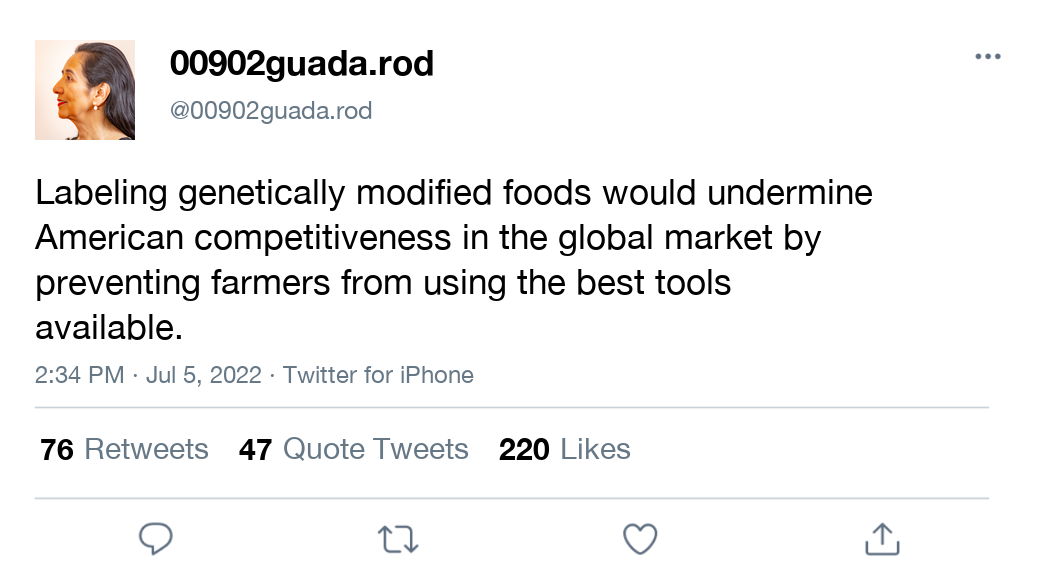 00902guada.rod
@00902guada.rod
Labeling genetically modified foods would undermine
American competitiveness in the global market by
preventing farmers from using the best tools
available.
2:34 PM · Jul 5, 2022 · Twitter for iPhone
76 Retweets 47 Quote Tweets 220 Likes